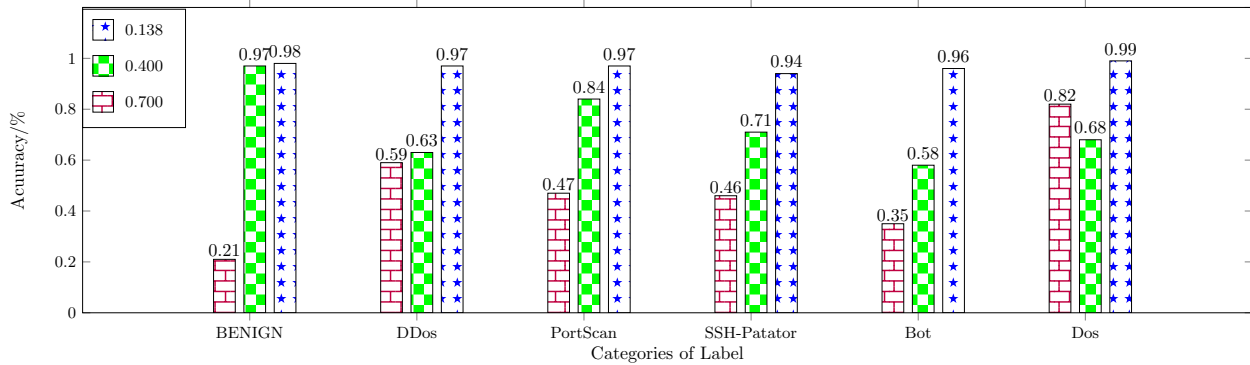 0.138
0.400
0.700
Acuuracy/%
1
0.8
0.6
0.4
0.2
0
0.21 0.97 0.98
0.59 0.63 0.97
0.47 0.84 0.97
0.46 0.71 0.94
0.35 0.58 0.96
0.82 0.68 0.99
BENIGN DDos PortScan SSH-Patator Bot Dos
Categories of Label